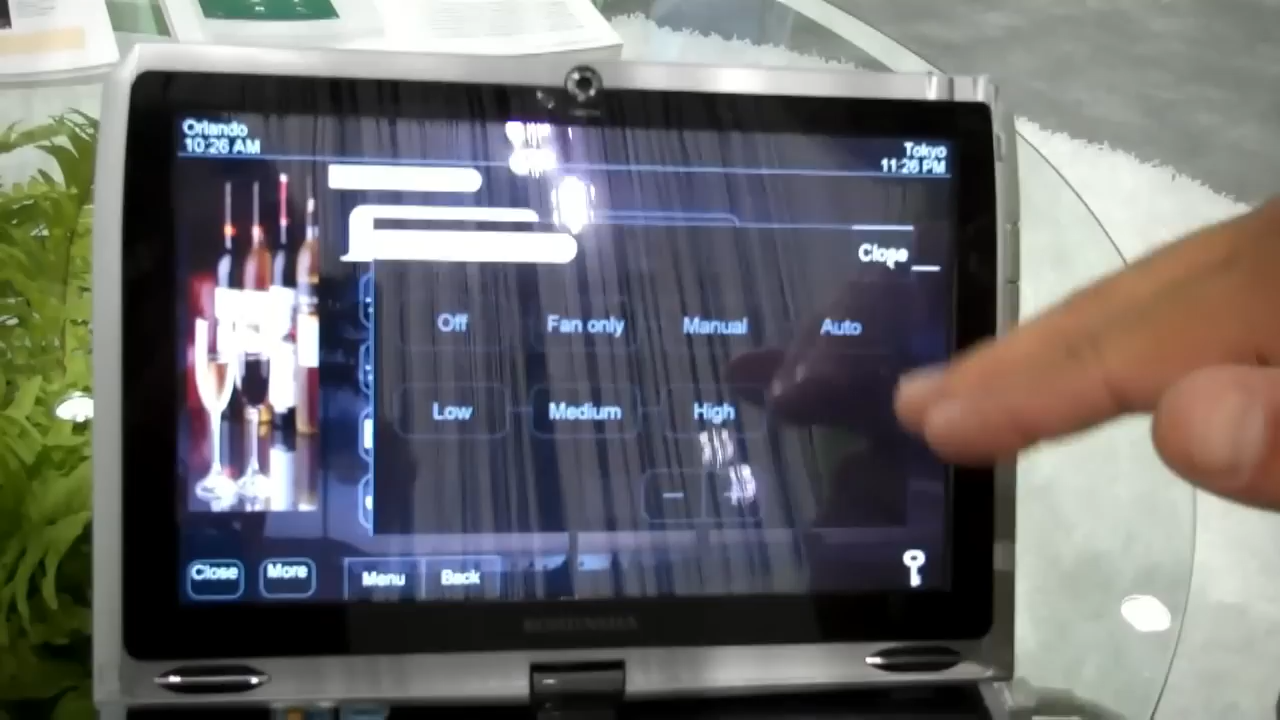 Orlando
10:26 AM
Tokyo
11:26 PM
Close
Off Fan only Manual Auto
Low Medium High
− +
Close More Menu Back